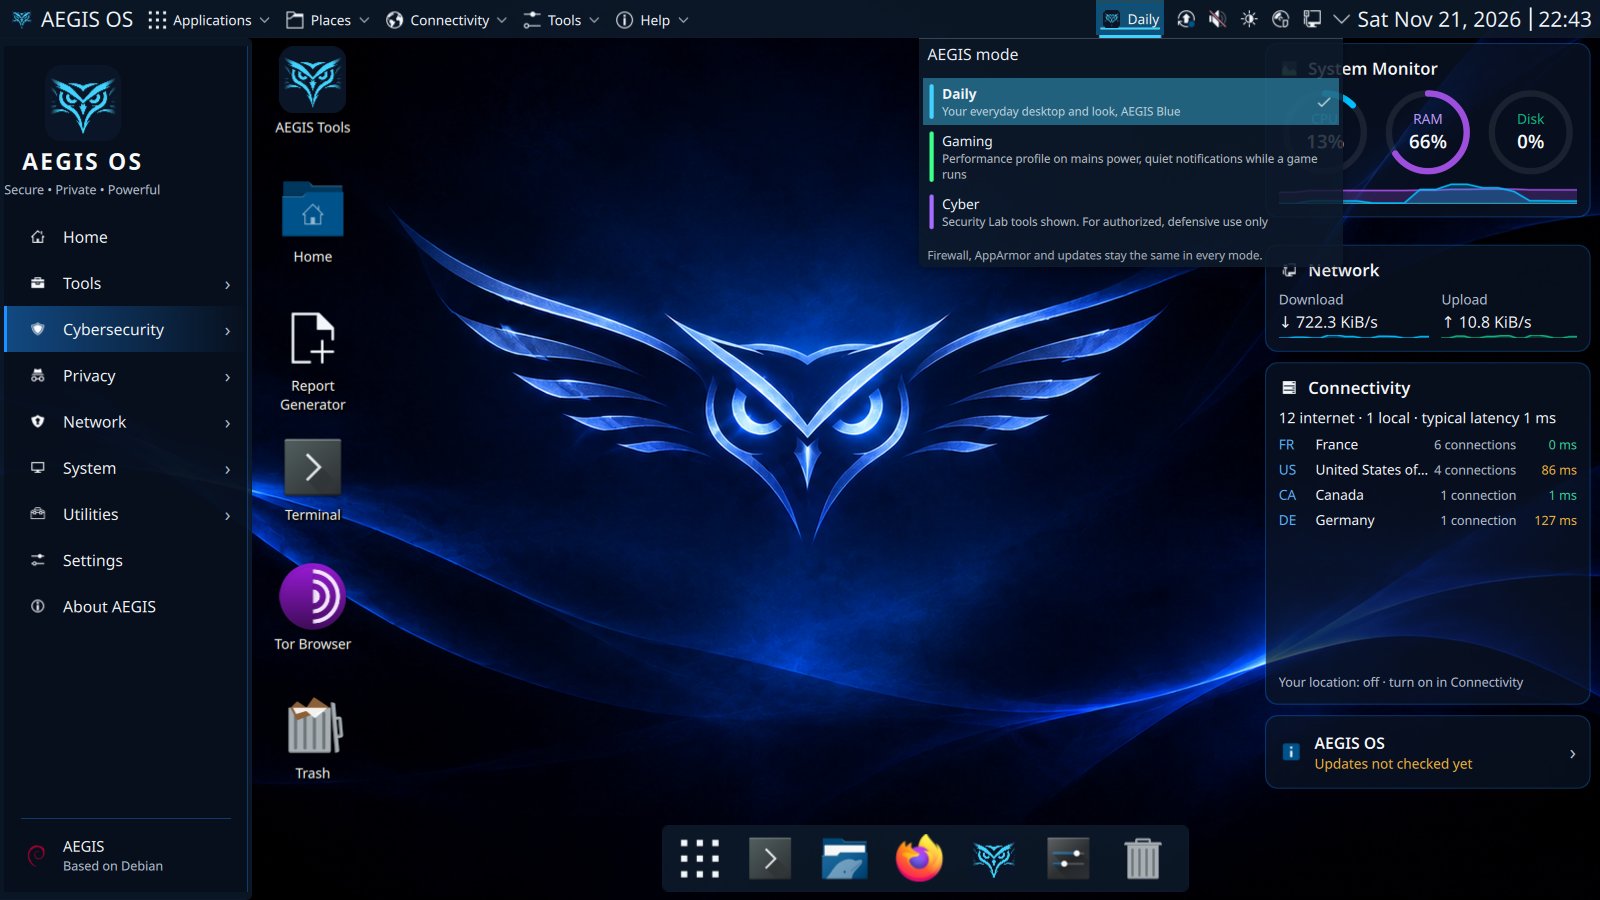 AEGIS OS
Applications
Places
Connectivity
Tools
Help
Daily
Sat Nov 21, 2026 | 22:43
AEGIS OS
Secure • Private • Powerful
Home
Tools
Cybersecurity
Privacy
Network
System
Utilities
Settings
About AEGIS
AEGIS
Based on Debian
AEGIS Tools
Home
Report
Generator
Terminal
Tor Browser
Trash
AEGIS mode
Daily
Your everyday desktop and look, AEGIS Blue
Gaming
Performance profile on mains power, quiet notifications while a game
runs
Cyber
Security Lab tools shown. For authorized, defensive use only
Firewall, AppArmor and updates stay the same in every mode.
System Monitor
CPU
13%
RAM
66%
Disk
0%
Network
Download
Upload
↓ 722.3 KiB/s
↑ 10.8 KiB/s
Connectivity
12 internet · 1 local · typical latency 1 ms
FR France 6 connections 0 ms
US United States of... 4 connections 86 ms
CA Canada 1 connection 1 ms
DE Germany 1 connection 127 ms
Your location: off · turn on in Connectivity
AEGIS OS
Updates not checked yet